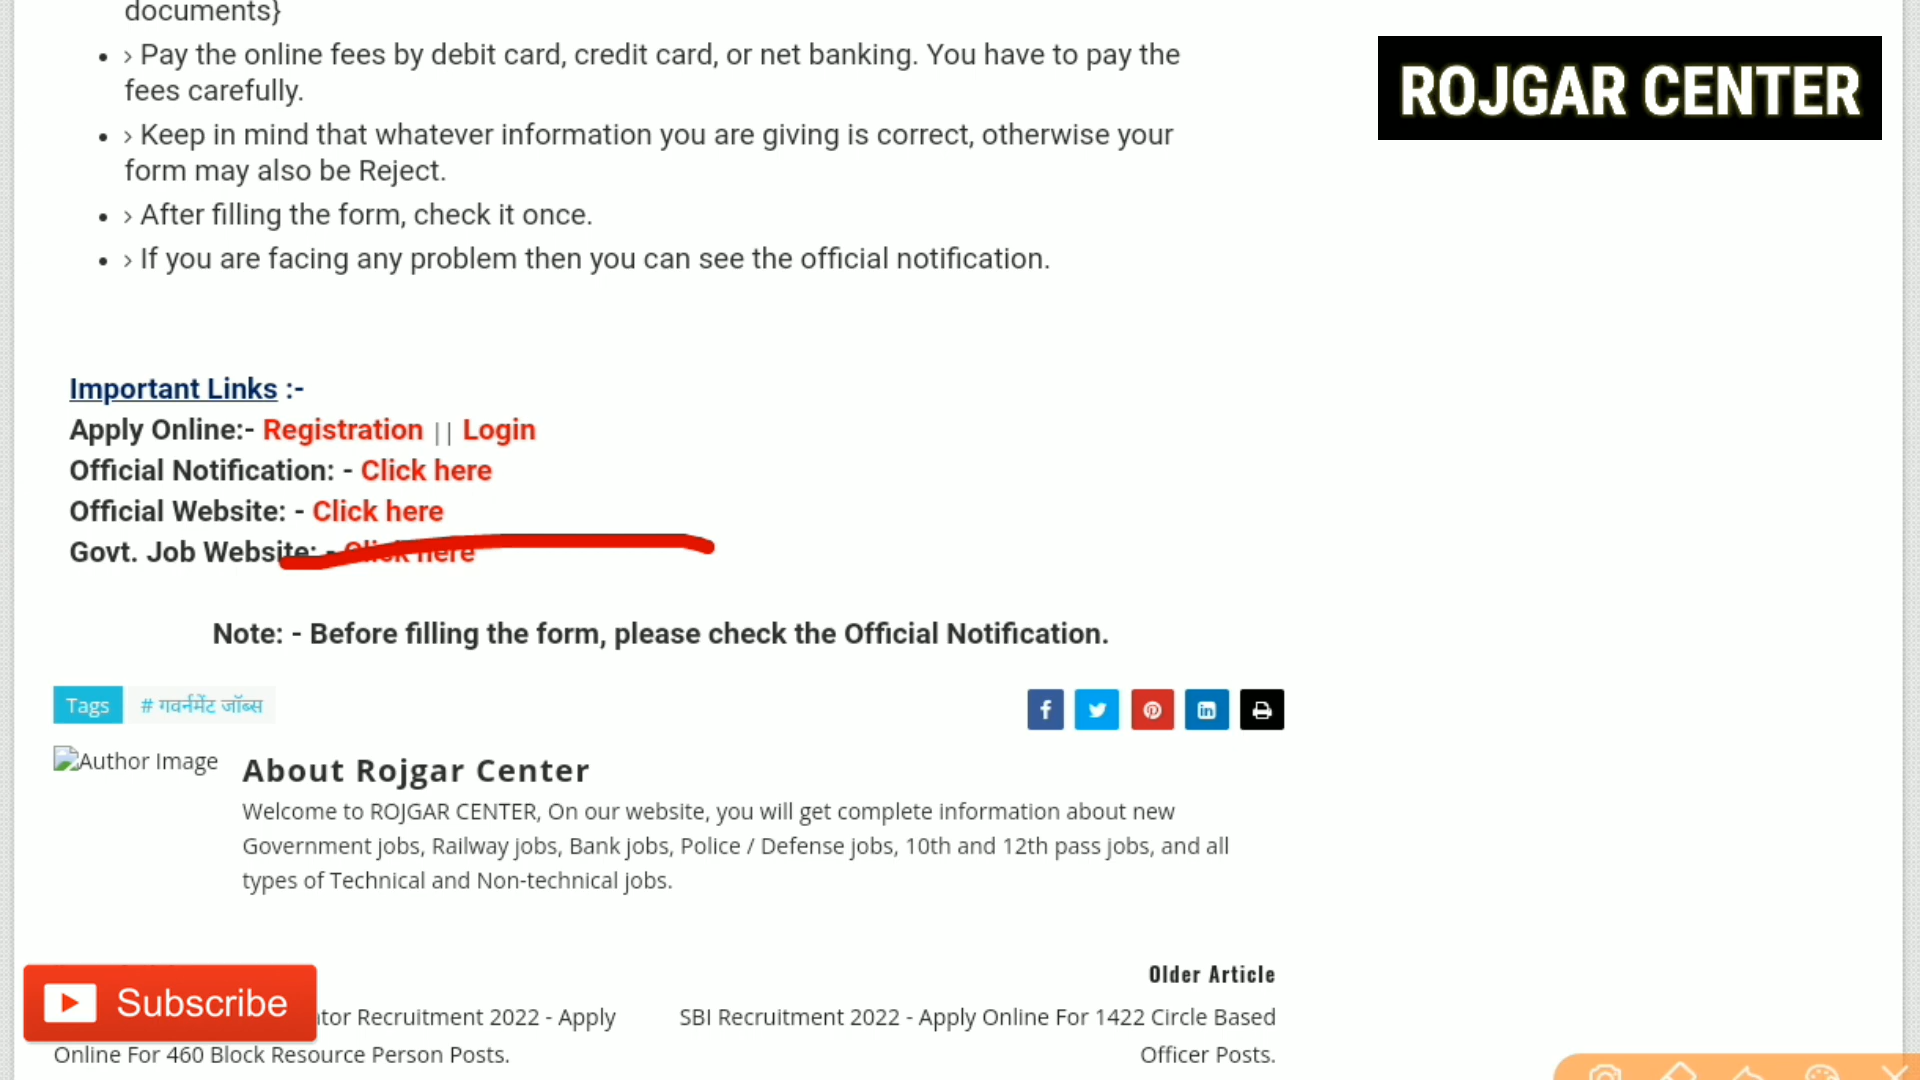 documents}
• › Pay the online fees by debit card, credit card, or net banking. You have to pay the
fees carefully.
• › Keep in mind that whatever information you are giving is correct, otherwise your
form may also be Reject.
• › After filling the form, check it once.
• › If you are facing any problem then you can see the official notification.
ROJGAR CENTER
Important Links :-
Apply Online:- Registration || Login
Official Notification: - Click here
Official Website: - Click here
Govt. Job Website: - Click here
Note: - Before filling the form, please check the Official Notification.
Tags # गवर्नमेंट जॉब्स
Author Image
About Rojgar Center
Welcome to ROJGAR CENTER, On our website, you will get complete information about new
Government jobs, Railway jobs, Bank jobs, Police / Defense jobs, 10th and 12th pass jobs, and all
types of Technical and Non-technical jobs.
Subscribe
Recruitment 2022 - Apply
Online For 460 Block Resource Person Posts.
Older Article
SBI Recruitment 2022 - Apply Online For 1422 Circle Based
Officer Posts.